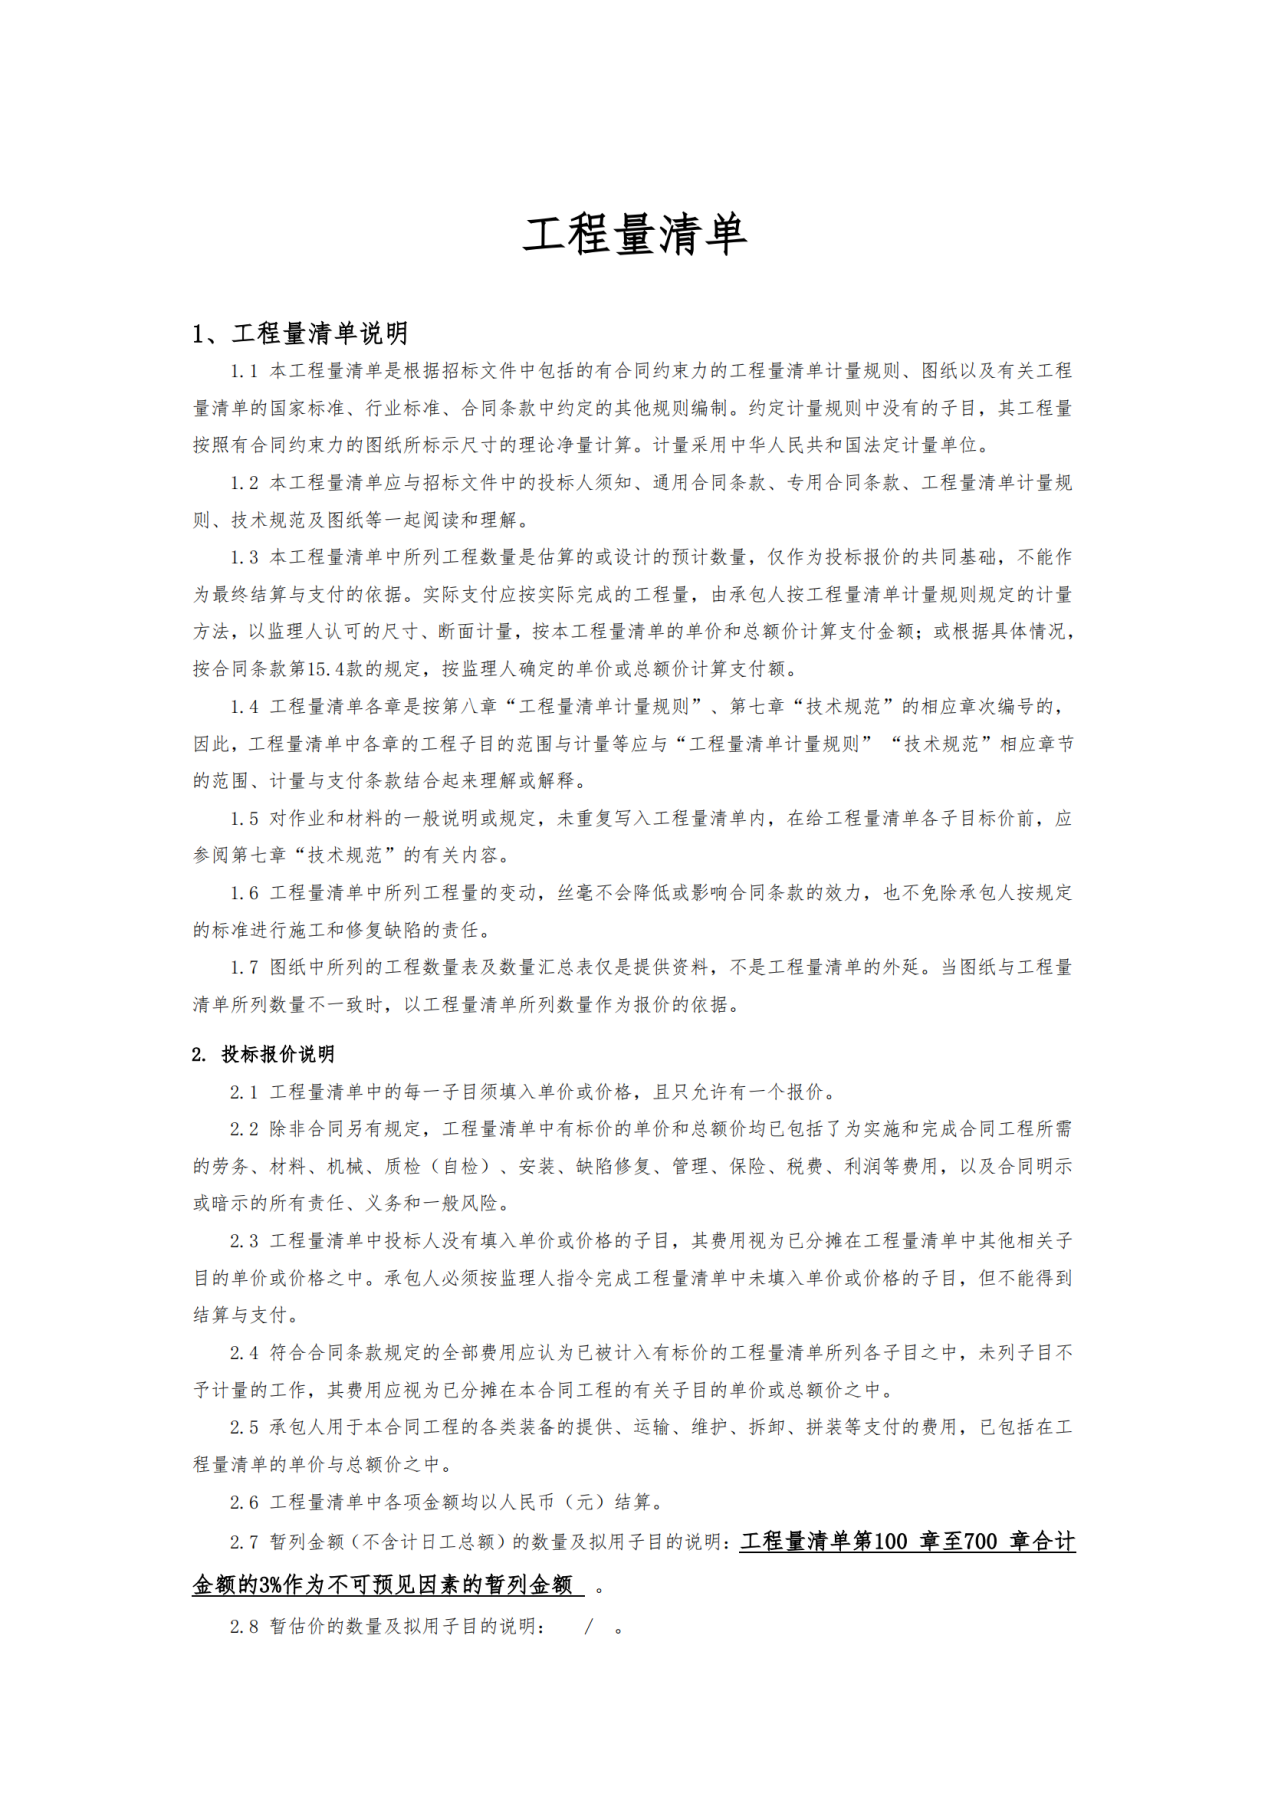 工程量清单
1、工程量清单说明
1.1 本工程量清单是根据招标文件中包括的有合同约束力的工程量清单计量规则、图纸以及有关工程
量清单的国家标准、行业标准、合同条款中约定的其他规则编制。约定计量规则中没有的子目，其工程量
按照有合同约束力的图纸所标示尺寸的理论净量计算。计量采用中华人民共和国法定计量单位。
1.2 本工程量清单应与招标文件中的投标人须知、通用合同条款、专用合同条款、工程量清单计量规
则、技术规范及图纸等一起阅读和理解。
1.3 本工程量清单中所列工程数量是估算的或设计的预计数量，仅作为投标报价的共同基础，不能作
为最终结算与支付的依据。实际支付应按实际完成的工程量，由承包人按工程量清单计量规则规定的计量
方法，以监理人认可的尺寸、断面计量，按本工程量清单的单价和总额价计算支付金额；或根据具体情况，
按合同条款第15.4款的规定，按监理人确定的单价或总额价计算支付额。
1.4 工程量清单各章是按第八章“工程量清单计量规则”、第七章“技术规范”的相应章次编号的，
因此，工程量清单中各章的工程子目的范围与计量等应与“工程量清单计量规则” “技术规范”相应章节
的范围、计量与支付条款结合起来理解或解释。
1.5 对作业和材料的一般说明或规定，未重复写入工程量清单内，在给工程量清单各子目标价前，应
参阅第七章“技术规范”的有关内容。
1.6 工程量清单中所列工程量的变动，丝毫不会降低或影响合同条款的效力，也不免除承包人按规定
的标准进行施工和修复缺陷的责任。
1.7 图纸中所列的工程数量表及数量汇总表仅是提供资料，不是工程量清单的外延。当图纸与工程量
清单所列数量不一致时，以工程量清单所列数量作为报价的依据。
2. 投标报价说明
2.1 工程量清单中的每一子目须填入单价或价格，且只允许有一个报价。
2.2 除非合同另有规定，工程量清单中有标价的单价和总额价均已包括了为实施和完成合同工程所需
的劳务、材料、机械、质检（自检）、安装、缺陷修复、管理、保险、税费、利润等费用，以及合同明示
或暗示的所有责任、义务和一般风险。
2.3 工程量清单中投标人没有填入单价或价格的子目，其费用视为已分摊在工程量清单中其他相关子
目的单价或价格之中。承包人必须按监理人指令完成工程量清单中未填入单价或价格的子目，但不能得到
结算与支付。
2.4 符合合同条款规定的全部费用应认为已被计入有标价的工程量清单所列各子目之中，未列子目不
予计量的工作，其费用应视为已分摊在本合同工程的有关子目的单价或总额价之中。
2.5 承包人用于本合同工程的各类装备的提供、运输、维护、拆卸、拼装等支付的费用，已包括在工
程量清单的单价与总额价之中。
2.6 工程量清单中各项金额均以人民币（元）结算。
2.7 暂列金额（不含计日工总额）的数量及拟用子目的说明：工程量清单第100 章至700 章合计
金额的3%作为不可预见因素的暂列金额 。
2.8 暂估价的数量及拟用子目的说明： / 。